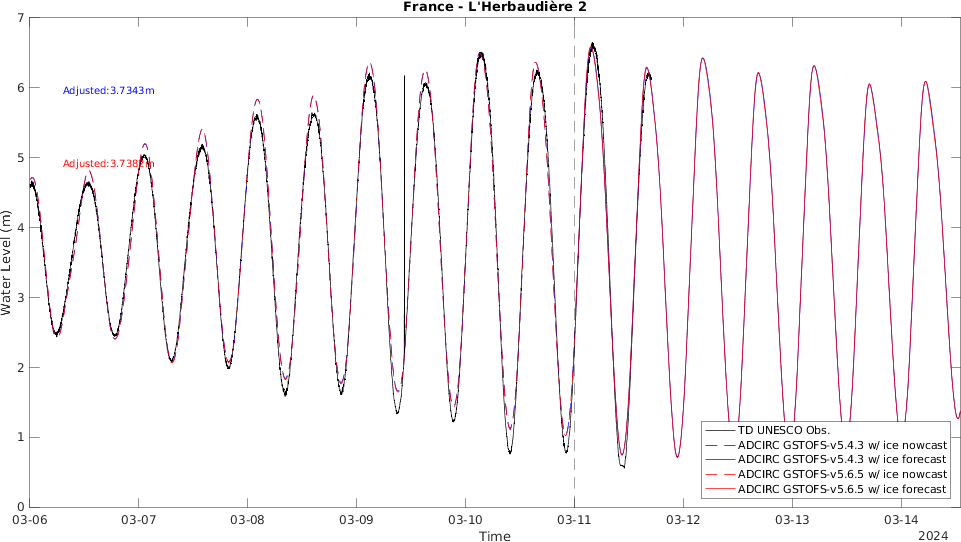 France - L'Herbaudière 2
7
6
5
4
3
2
1
0
Water Level (m)
Adjusted:3.7343m
Adjusted:3.7382m
TD UNESCO Obs.
ADCIRC GSTOFS-v5.4.3 w/ ice nowcast
ADCIRC GSTOFS-v5.4.3 w/ ice forecast
ADCIRC GSTOFS-v5.6.5 w/ ice nowcast
ADCIRC GSTOFS-v5.6.5 w/ ice forecast
03-06 03-07 03-08 03-09 03-10 03-11 03-12 03-13 03-14
Time
2024